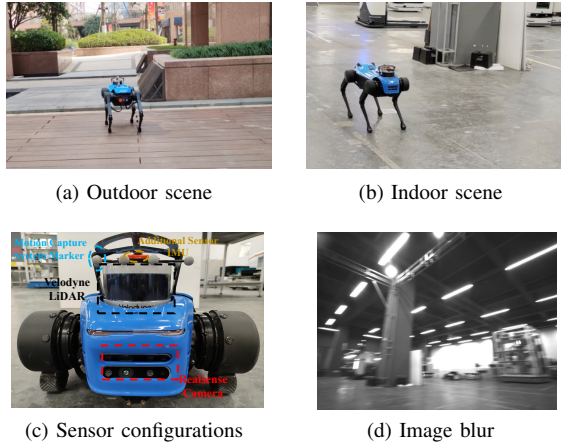 (a) Outdoor scene
(b) Indoor scene
Motion Capture
System Marker
Additional Sensor
IMU
Velodyne
LiDAR
Velodyne
Realsense
Camera
(c) Sensor configurations
(d) Image blur